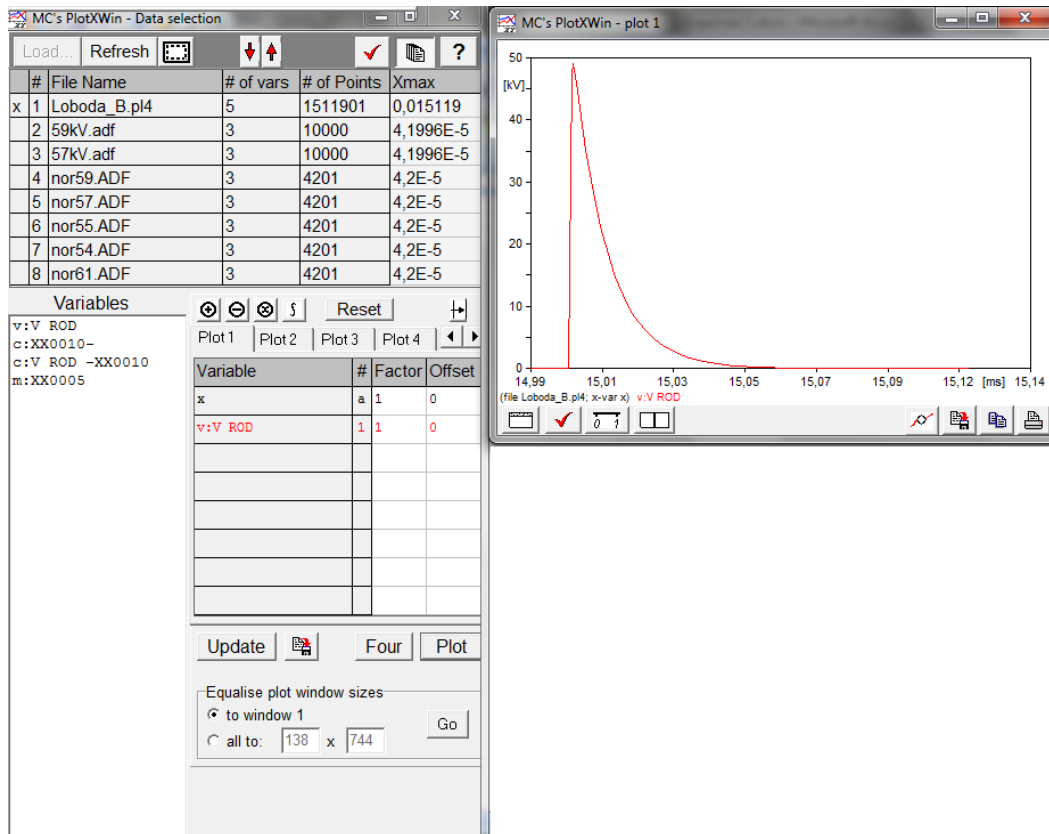 MC's PlotXWin - Data selection
Load... Refresh ?
# File Name # of vars # of Points Xmax
x 1 Loboda_B.pl4 5 1511901 0,015119
2 59kV.adf 3 10000 4,1996E-5
3 57kV.adf 3 10000 4,1996E-5
4 nor59.ADF 3 4201 4,2E-5
5 nor57.ADF 3 4201 4,2E-5
6 nor55.ADF 3 4201 4,2E-5
7 nor54.ADF 3 4201 4,2E-5
8 nor61.ADF 3 4201 4,2E-5
Variables
v:V ROD
c:XX0010-
c:V ROD -XX0010
m:XX0005
Reset
Plot 1 Plot 2 Plot 3 Plot 4
Variable # Factor Offset
x a 1 0
v:V ROD 1 1 0
Update Four Plot
Equalise plot window sizes
to window 1
all to: 138 x 744
Go
MC's PlotXWin - plot 1
50
[kV]
40
30
20
10
0
14,99 15,01 15,03 15,05 15,07 15,09 15,12 [ms] 15,14
(file Loboda_B.pl4; x-var x) v:V ROD
0 1